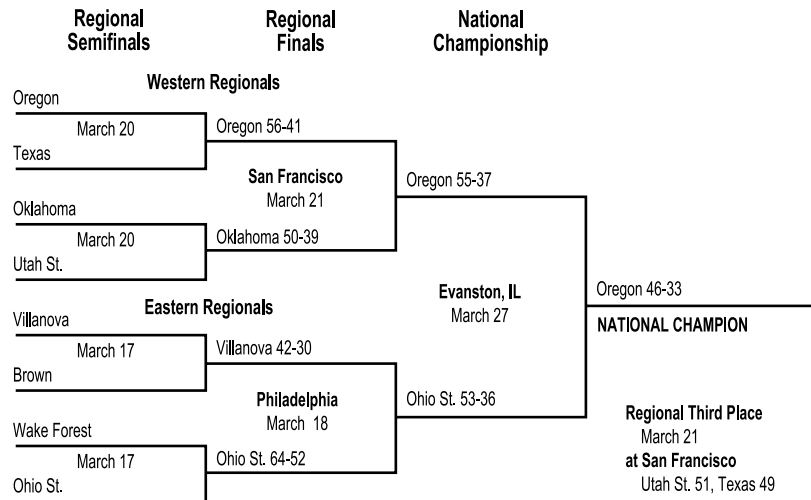 Regional
Semifinals
Regional
Finals
National
Championship
Western Regionals
Oregon
March 20
Oregon 56-41
Texas
San Francisco
March 21
Oregon 55-37
Oklahoma
March 20
Oklahoma 50-39
Utah St.
Evanston, IL
March 27
Oregon 46-33
NATIONAL CHAMPION
Eastern Regionals
Villanova
March 17
Villanova 42-30
Brown
Philadelphia
March 18
Ohio St. 53-36
Wake Forest
March 17
Ohio St. 64-52
Ohio St.
Regional Third Place
March 21
at San Francisco
Utah St. 51, Texas 49